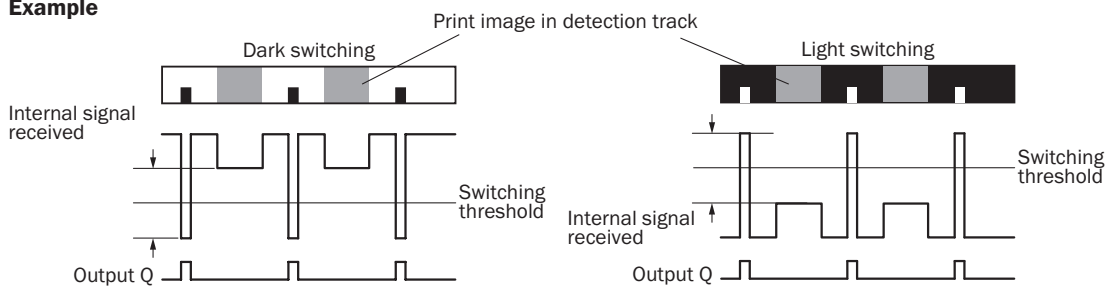 Example
Print image in detection track
Dark switching
Light switching
Internal signal
received
Switching
threshold
Output Q
Switching
threshold
Internal signal
received
Output Q